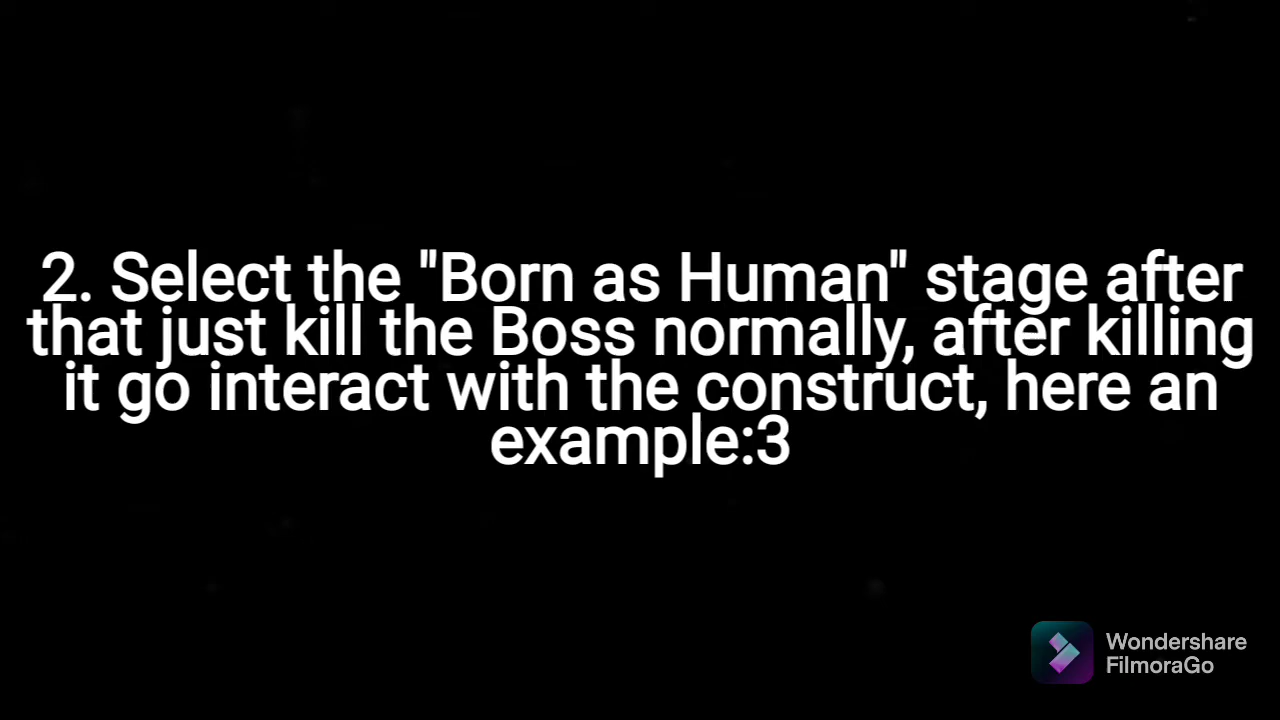 2. Select the "Born as Human" stage after
that just kill the Boss normally, after killing
it go interact with the construct, here an
example:3
Wondershare
FilmoraGo